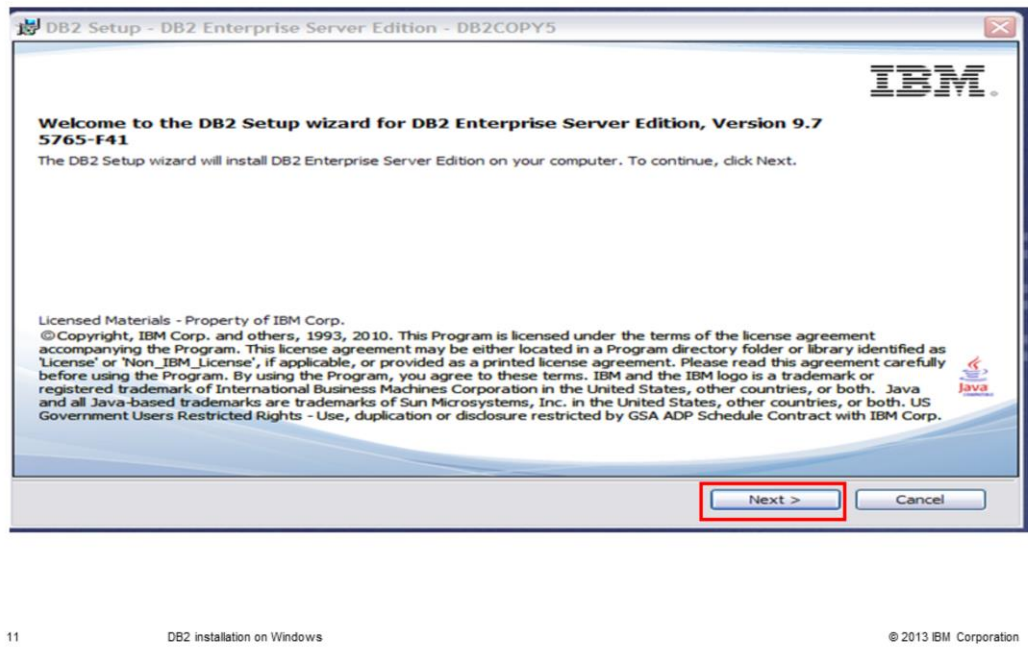 DB2 Setup - DB2 Enterprise Server Edition - DB2COPY5
IBM.
Welcome to the DB2 Setup wizard for DB2 Enterprise Server Edition, Version 9.7
5765-F41
The DB2 Setup wizard will install DB2 Enterprise Server Edition on your computer. To continue, click Next.
Licensed Materials - Property of IBM Corp.
©Copyright, IBM Corp. and others, 1993, 2010. This Program is licensed under the terms of the license agreement
accompanying the Program. This license agreement may be either located in a Program directory folder or library identified as
'License' or 'Non_IBM_License', if applicable, or provided as a printed license agreement. Please read this agreement carefully
before using the Program. By using the Program, you agree to these terms. IBM and the IBM logo is a trademark or
registered trademark of International Business Machines Corporation in the United States, other countries, or both. Java
and all Java-based trademarks are trademarks of Sun Microsystems, Inc. in the United States, other countries, or both. US
Government Users Restricted Rights - Use, duplication or disclosure restricted by GSA ADP Schedule Contract with IBM Corp.
Java
Next >
Cancel
11
DB2 installation on Windows
© 2013 IBM Corporation